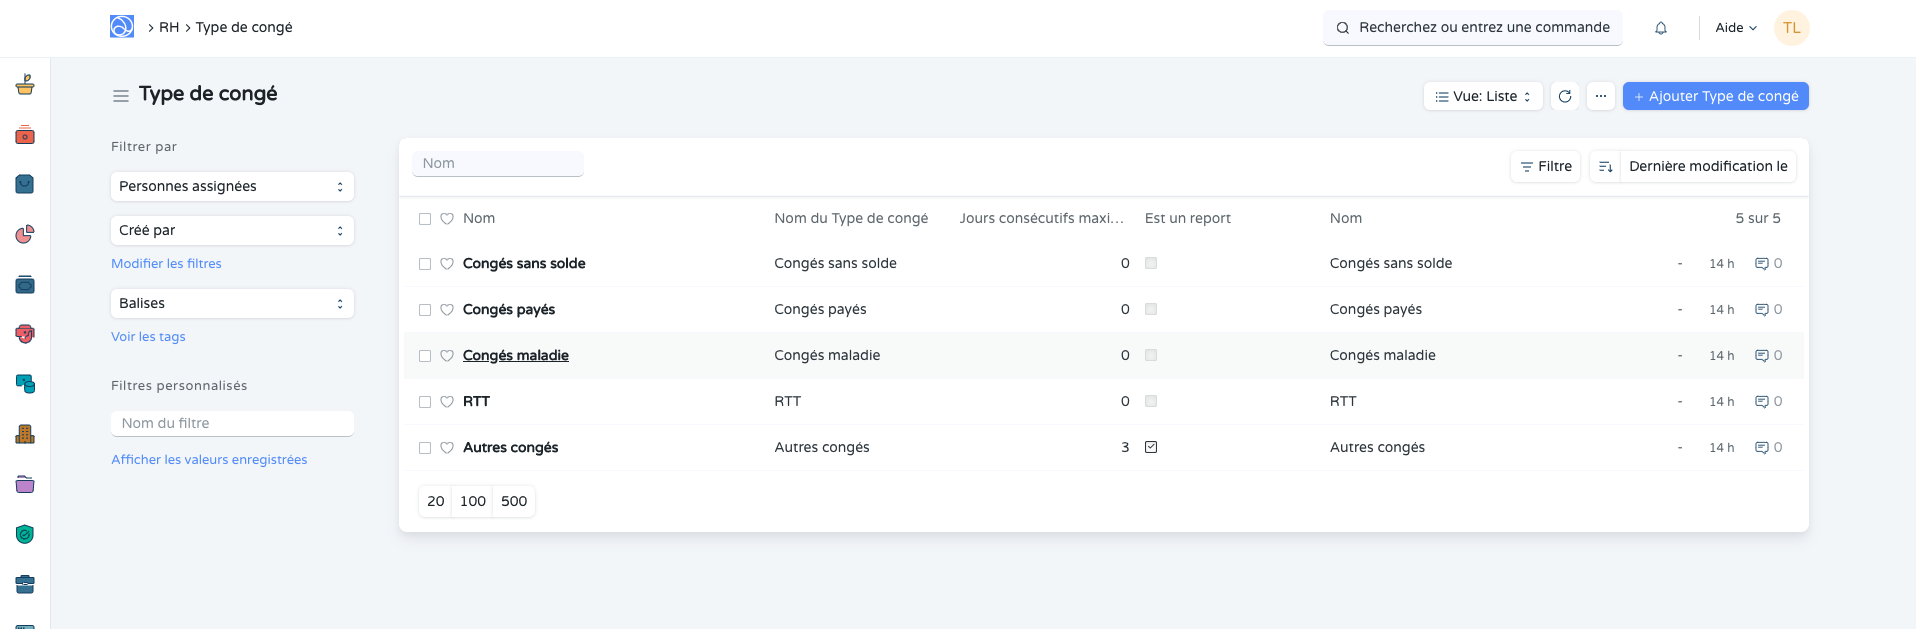 RH Type de congé
Recherchez ou entrez une commande
Aide
TL
Type de congé
Vue: Liste
...
+ Ajouter Type de congé
Filtrer par
Personnes assignées
Créé par
Modifier les filtres
Balises
Voir les tags
Filtres personnalisés
Nom du filtre
Afficher les valeurs enregistrées
Nom
Filtre
Dernière modification le
Nom Nom du Type de congé Jours consécutifs maxi... Est un report Nom 5 sur 5
Congés sans solde Congés sans solde 0 Congés sans solde - 14 h 0
Congés payés Congés payés 0 Congés payés - 14 h 0
Congés maladie Congés maladie 0 Congés maladie - 14 h 0
RTT RTT 0 RTT - 14 h 0
Autres congés Autres congés 3 Autres congés - 14 h 0
20 100 500